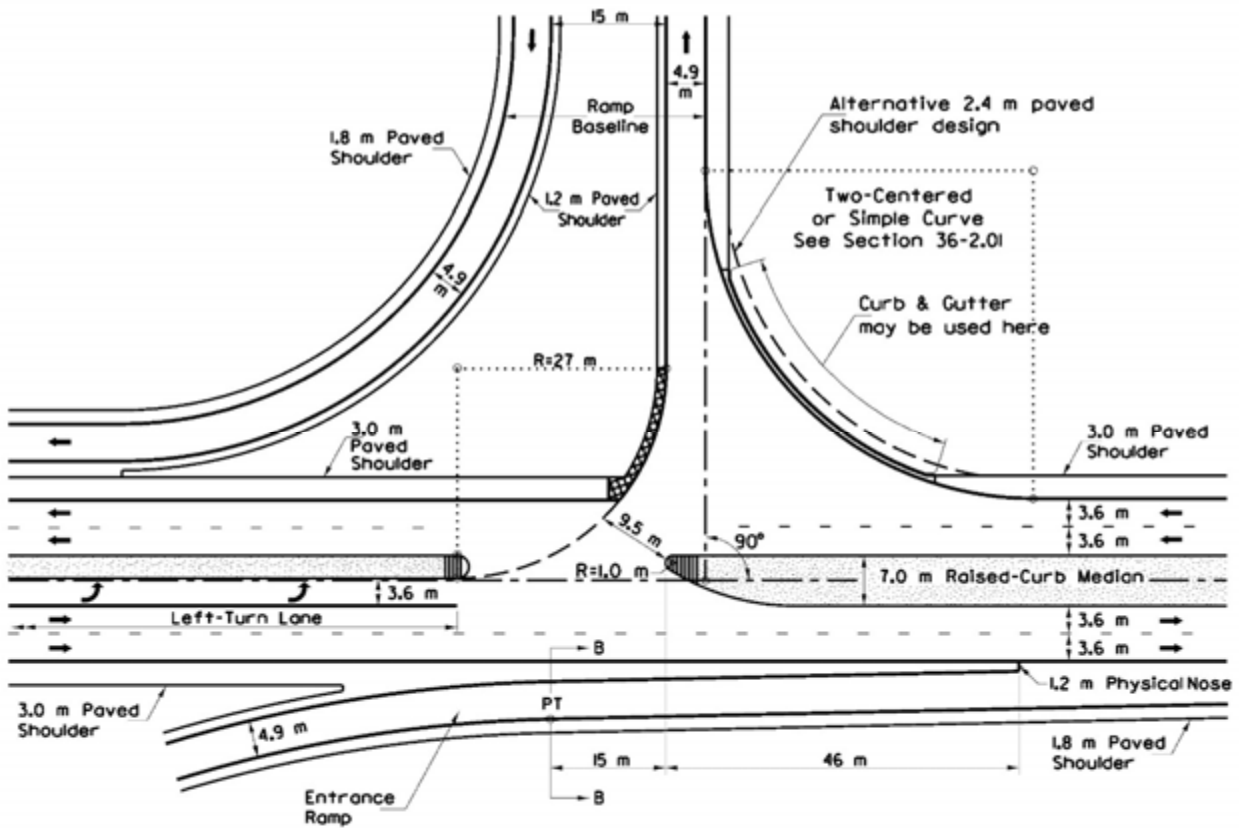 15 m
4.9
m
Ramp
Baseline
Alternative 2.4 m paved
shoulder design
1.8 m Paved
Shoulder
1.2 m Paved
Shoulder
Two-Centered
or Simple Curve
See Section 36-2.01
4.9
m
Curb & Gutter
may be used here
R=27 m
3.0 m
Paved
Shoulder
3.0 m Paved
Shoulder
9.5 m
3.6 m
3.6 m
90°
R=1.0 m
7.0 m Raised-Curb Median
3.6 m
Left-Turn Lane
3.6 m
3.6 m
B
1.2 m Physical Nose
PT
3.0 m Paved
Shoulder
4.9 m
1.8 m Paved
Shoulder
15 m
46 m
B
Entrance
Ramp